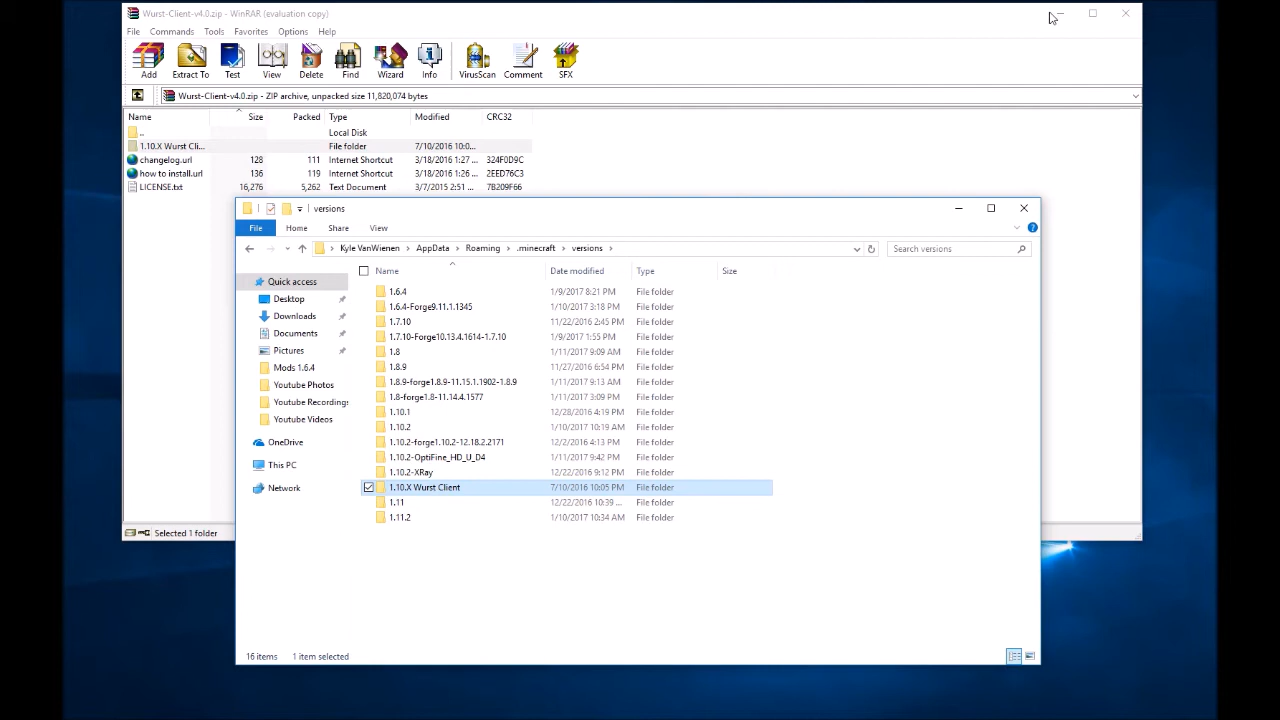 Wurst-Client-v4.0.zip - WinRAR (evaluation copy)
File Commands Tools Favorites Options Help
Add Extract To Test View Delete Find Wizard Info VirusScan Comment SFX
Wurst-Client-v4.0.zip - ZIP archive, unpacked size 11,820,074 bytes
Name Size Packed Type Modified CRC32
.. Local Disk
1.10.X Wurst Cli... File folder 7/10/2016 10:0...
changelog.url 128 111 Internet Shortcut 3/18/2016 1:27 ... 324F0D9C
how to install.url 136 119 Internet Shortcut 3/18/2016 1:26 ... 2EED76C3
LICENSE.txt 16,276 5,262 Text Document 3/7/2015 2:51 ... 7B209F66
versions
File Home Share View
Kyle VanWienen > AppData > Roaming > .minecraft > versions >
Search versions
Name Date modified Type Size
Quick access
Desktop
Downloads
Documents
Pictures
Mods 1.6.4
Youtube Photos
Youtube Recordings
Youtube Videos
OneDrive
This PC
Network
1.6.4 1/9/2017 8:21 PM File folder
1.6.4-Forge9.11.1.1345 1/10/2017 3:18 PM File folder
1.7.10 11/22/2016 2:45 PM File folder
1.7.10-Forge10.13.4.1614-1.7.10 1/9/2017 1:55 PM File folder
1.8 1/11/2017 9:09 AM File folder
1.8.9 11/27/2016 6:54 PM File folder
1.8.9-forge1.8.9-11.15.1.1902-1.8.9 1/11/2017 9:13 AM File folder
1.8-forge1.8-11.14.4.1577 1/11/2017 3:09 PM File folder
1.10.1 12/28/2016 4:19 PM File folder
1.10.2 1/10/2017 10:19 AM File folder
1.10.2-forge1.10.2-12.18.2.2171 12/2/2016 4:13 PM File folder
1.10.2-OptiFine_HD_U_D4 1/11/2017 9:42 PM File folder
1.10.2-XRay 12/22/2016 9:12 PM File folder
1.10.X Wurst Client 7/10/2016 10:05 PM File folder
1.11 12/22/2016 10:39 ... File folder
1.11.2 1/10/2017 10:34 AM File folder
Selected 1 folder
16 items 1 item selected